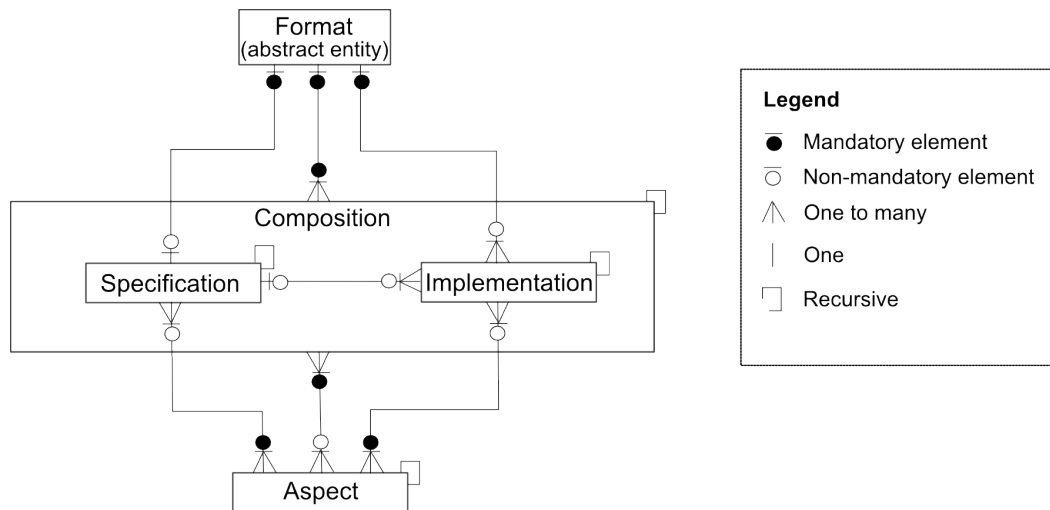 Format
(abstract entity)
Composition
Specification
Implementation
Aspect
Legend
Mandatory element
Non-mandatory element
One to many
One
Recursive